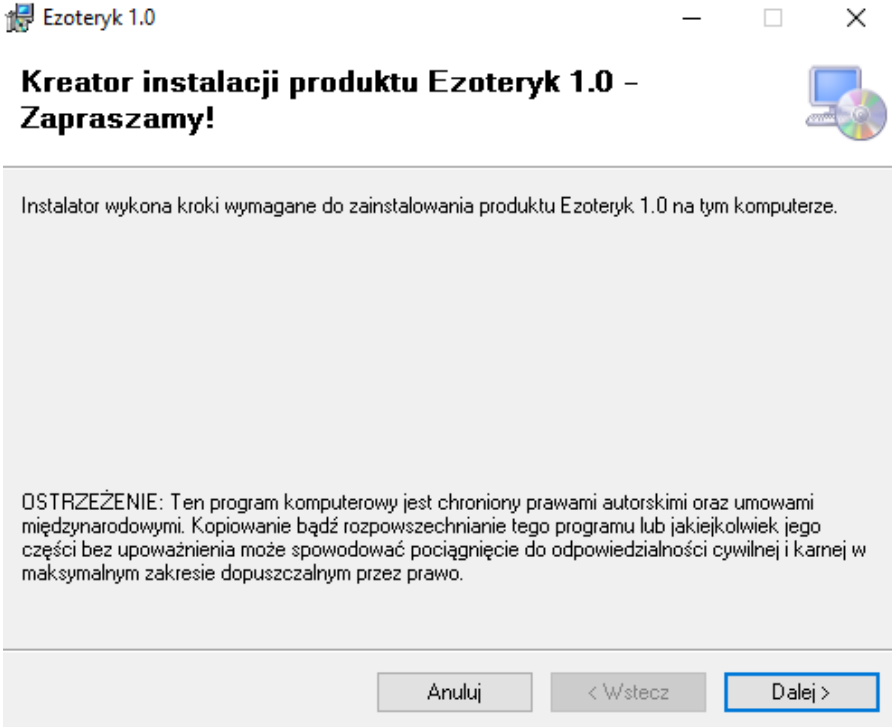 Ezoteryk 1.0
Kreator instalacji produktu Ezoteryk 1.0 –
Zapraszamy!
Instalator wykona kroki wymagane do zainstalowania produktu Ezoteryk 1.0 na tym komputerze.
OSTRZEŻENIE: Ten program komputerowy jest chroniony prawami autorskimi oraz umowami
międzynarodowymi. Kopiowanie bądź rozpowszechnianie tego programu lub jakiejkolwiek jego
części bez upoważnienia może spowodować pociągnięcie do odpowiedzialności cywilnej i karnej w
maksymalnym zakresie dopuszczalnym przez prawo.
Anuluj < Wstecz Dalej >